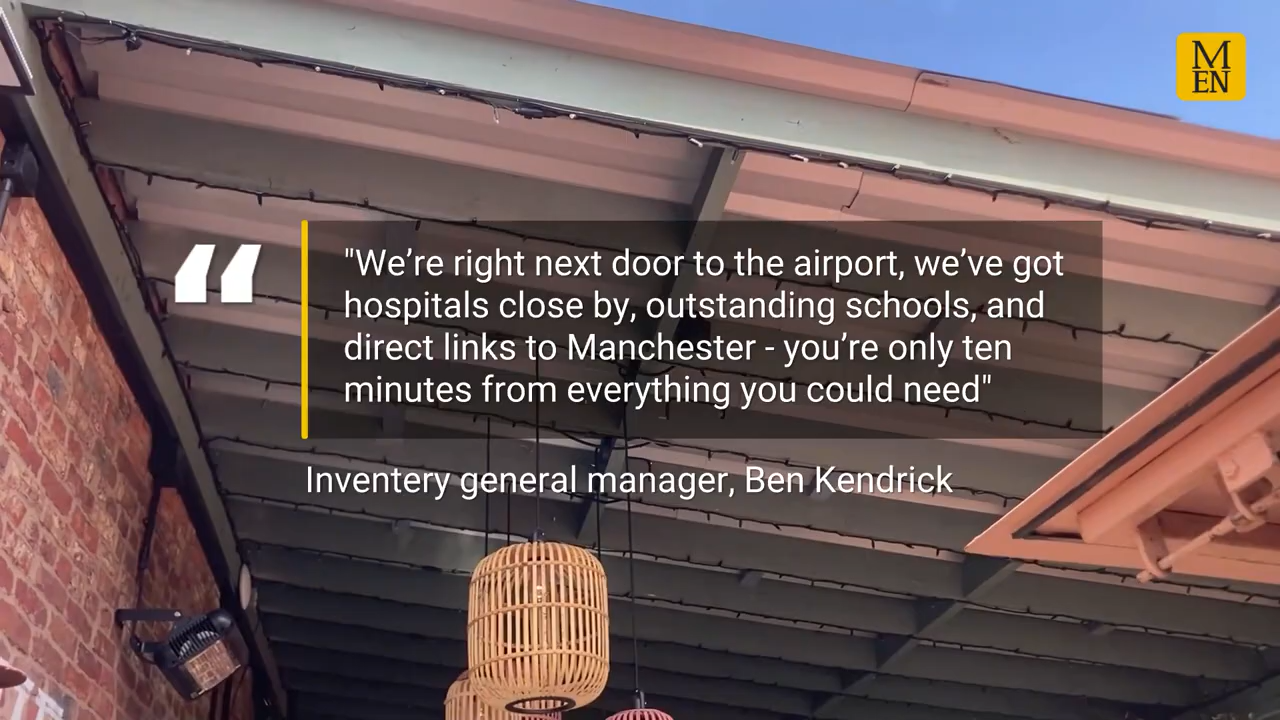 M
EN
"We’re right next door to the airport, we’ve got
hospitals close by, outstanding schools, and
direct links to Manchester - you’re only ten
minutes from everything you could need"
Inventery general manager, Ben Kendrick